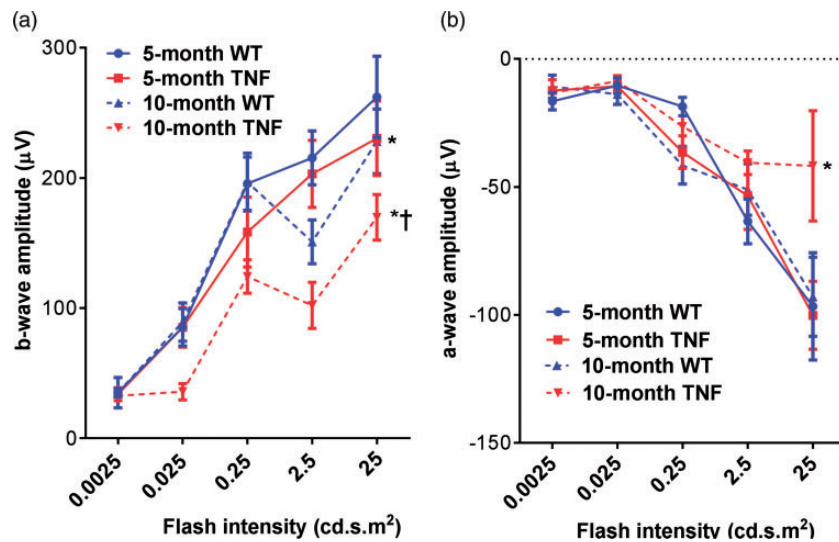 (a)
b-wave amplitude (µV)
300
200
100
0
5-month WT
5-month TNF
10-month WT
10-month TNF
*
*†
0.0025
0.025
0.25
2.5
25
Flash intensity (cd.s.m²)
(b)
a-wave amplitude (µV)
0
-50
-100
-150
*
5-month WT
5-month TNF
10-month WT
10-month TNF
0.0025
0.025
0.25
2.5
25
Flash intensity (cd.s.m²)